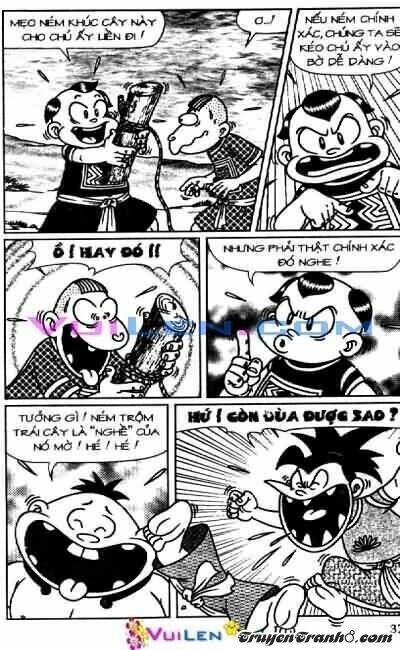 MẸO NÉM KHÚC CÂY NÀY
CHO CHÚ ẤY LIỀN ĐI !
Ơ...!
NẾU NÉM CHÍNH
XÁC, CHÚNG TA SẼ
KÉO CHÚ ẤY VÀO
BỜ DỄ DÀNG !
Ồ ! HAY ĐÓ !!
NHƯNG PHẢI THẬT CHÍNH XÁC
ĐÓ NGHE !
VUILEN.COM
TƯỞNG GÌ ! NÉM TRỘM
TRÁI CÂY LÀ "NGHỀ" CỦA
NÓ MỜ ! HÉ ! HÉ !
HỨ ! CÒN ĐÙA ĐƯỢC SAO ?
37
VUILEN
TruyenTranh8.com